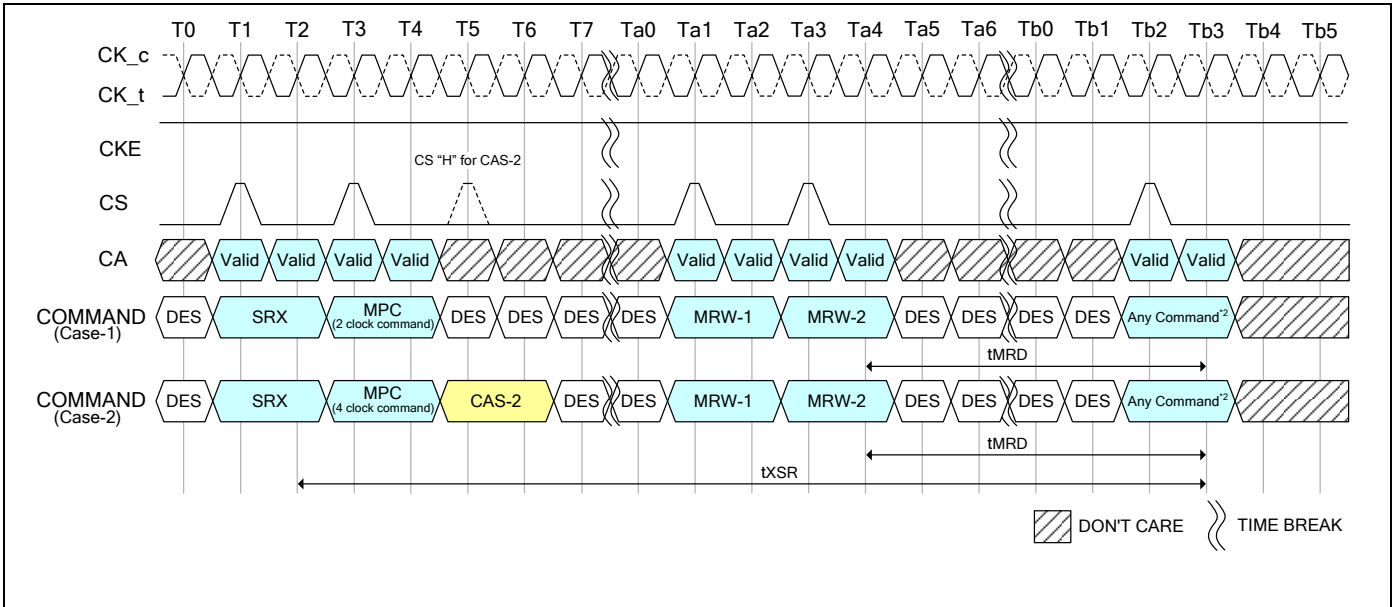 T0 T1 T2 T3 T4 T5 T6 T7 Ta0 Ta1 Ta2 Ta3 Ta4 Ta5 Ta6 Tb0 Tb1 Tb2 Tb3 Tb4 Tb5
CK_c
CK_t
CKE
CS "H" for CAS-2
CS
CA Valid Valid Valid Valid Valid Valid Valid Valid Valid Valid
COMMAND (Case-1) DES SRX MPC (2 clock command) DES DES DES DES MRW-1 MRW-2 DES DES DES DES Any Command*2
tMRD
COMMAND (Case-2) DES SRX MPC (4 clock command) CAS-2 DES DES MRW-1 MRW-2 DES DES DES DES Any Command*2
tMRD
tXSR
DON'T CARE TIME BREAK